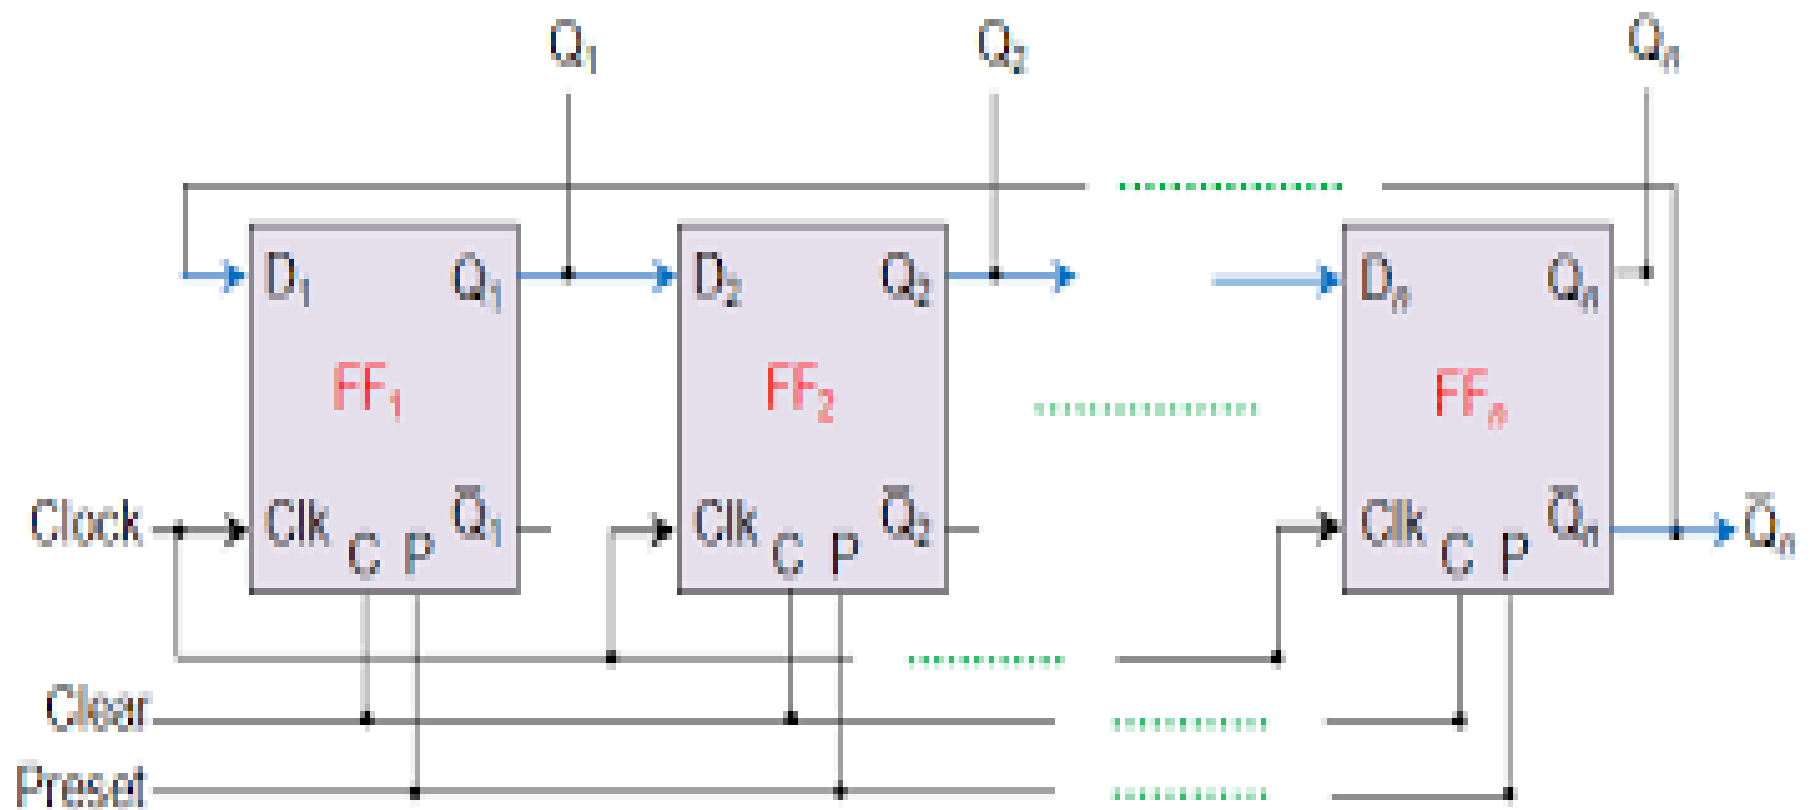 Q₁ Q₂ Qₙ
D₁ Q₁ D₂ Q₂ Dₙ Qₙ
FF₁ FF₂ FFₙ
Clock Clk C P Q̅₁ Clk C P Q̅₂ Clk C P Q̅ₙ Q̅ₙ
Clear
Preset